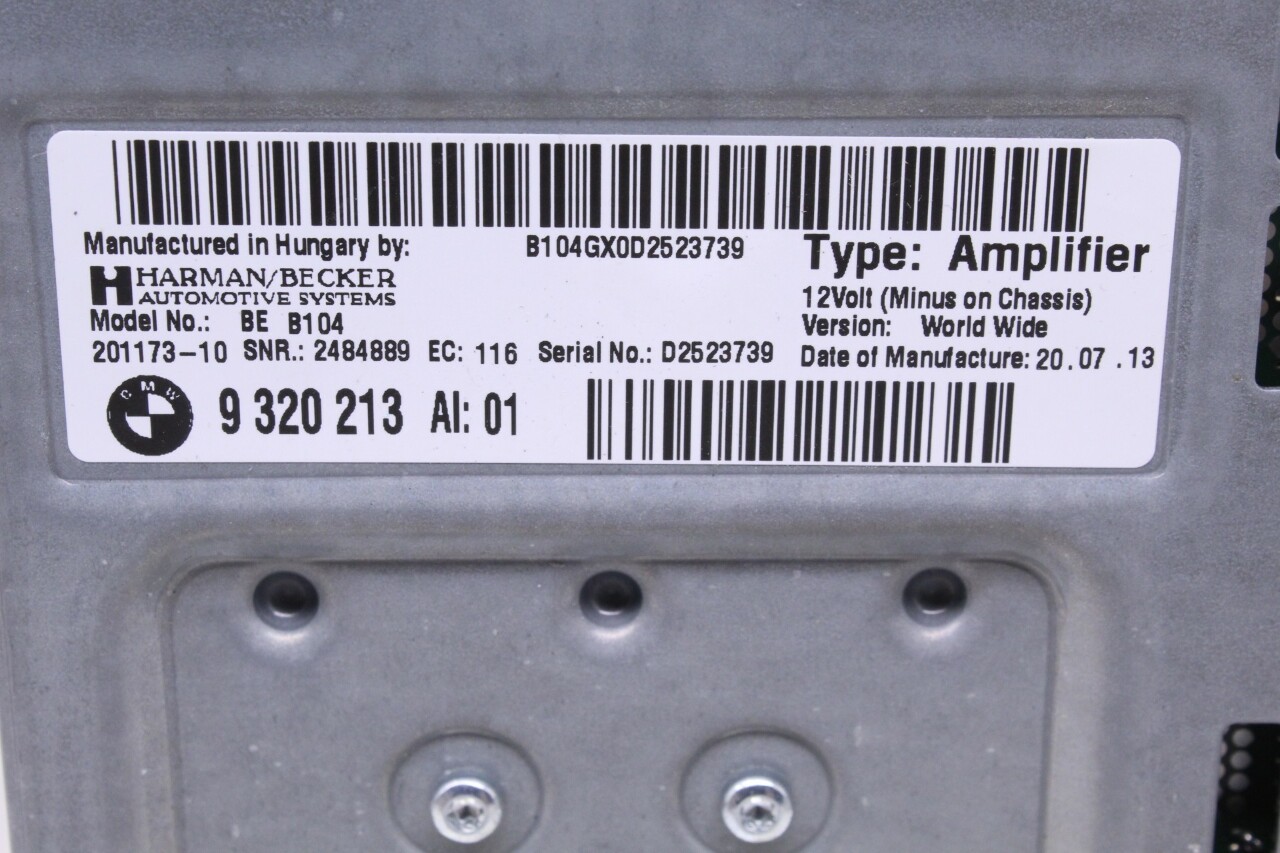 Manufactured in Hungary by:
B104GX0D2523739
Type: Amplifier
HARMAN/BECKER
AUTOMOTIVE SYSTEMS
12Volt (Minus on Chassis)
Model No.: BE B104
Version: World Wide
201173-10 SNR.: 2484889 EC: 116 Serial No.: D2523739
Date of Manufacture: 20.07.13
BMW
9 320 213 AI: 01